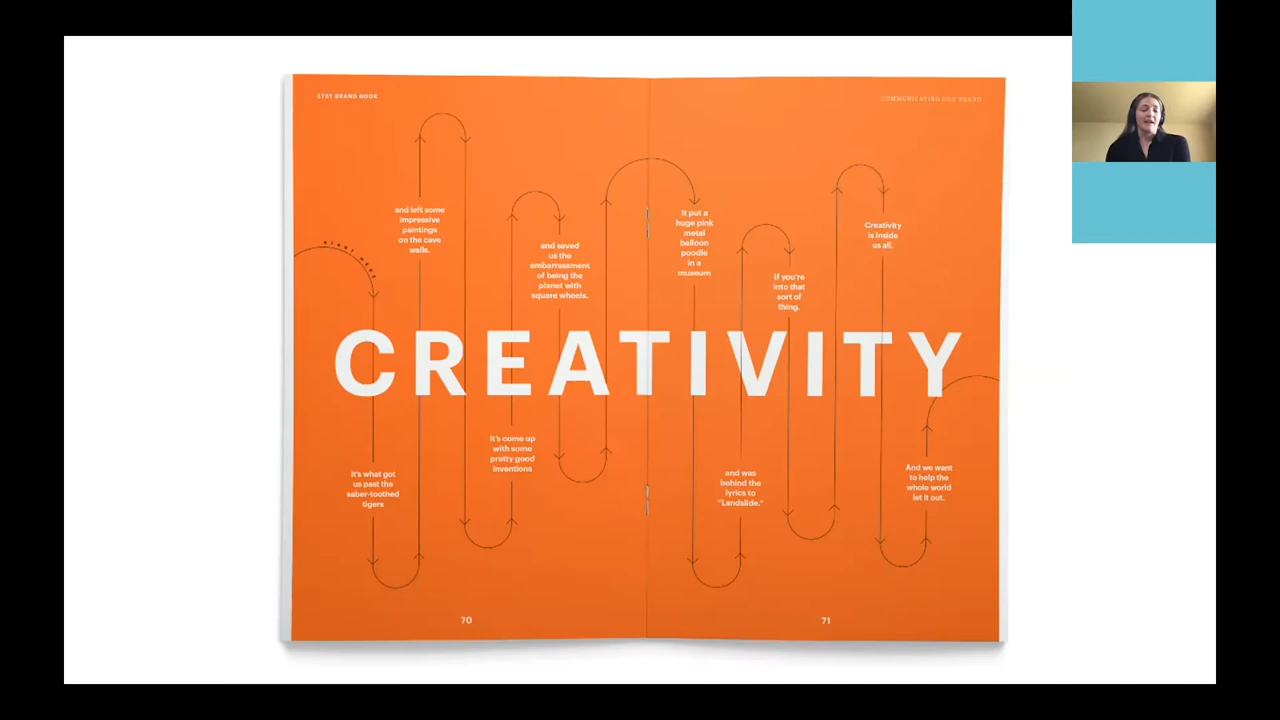 ETSY BRAND BOOK
COMMUNICATING OUR BRAND
START HERE
CREATIVITY
It's what got
us past the
saber-toothed
tigers
and left some
impressive
paintings
on the cave
walls.
It's come up
with some
pretty good
inventions
and saved
us the
embarrassment
of being the
planet with
square wheels.
It put a
huge pink
metal
balloon
poodle
in a
museum
and was
behind the
lyrics to
"Landslide."
If you're
into that
sort of
thing.
Creativity
is inside
us all.
And we want
to help the
whole world
let it out.
70
71